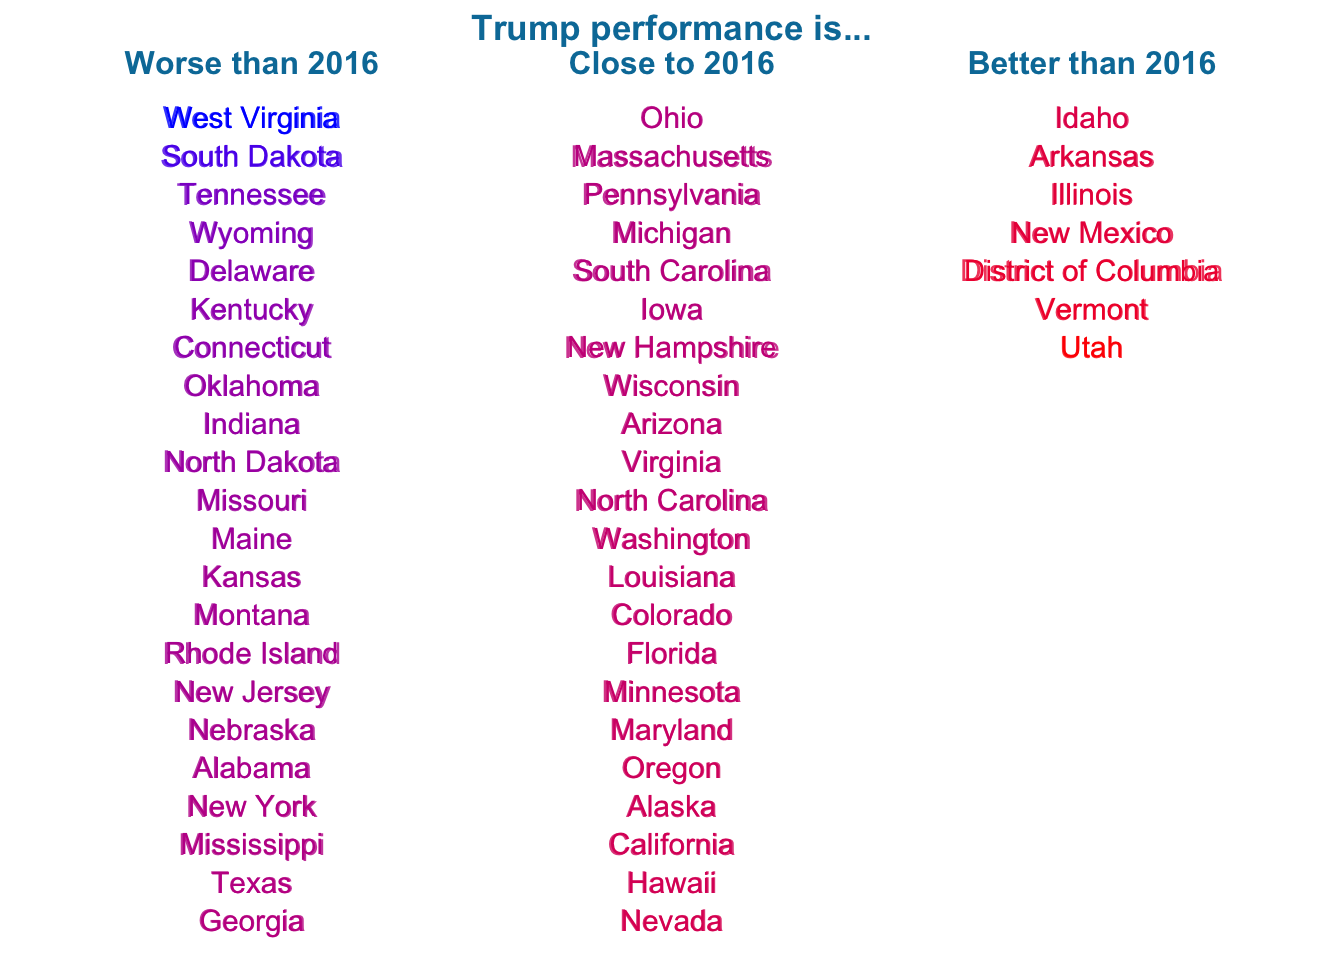 Trump performance is...
Worse than 2016
Close to 2016
Better than 2016
West Virginia
South Dakota
Tennessee
Wyoming
Delaware
Kentucky
Connecticut
Oklahoma
Indiana
North Dakota
Missouri
Maine
Kansas
Montana
Rhode Island
New Jersey
Nebraska
Alabama
New York
Mississippi
Texas
Georgia
Ohio
Massachusetts
Pennsylvania
Michigan
South Carolina
Iowa
New Hampshire
Wisconsin
Arizona
Virginia
North Carolina
Washington
Louisiana
Colorado
Florida
Minnesota
Maryland
Oregon
Alaska
California
Hawaii
Nevada
Idaho
Arkansas
Illinois
New Mexico
District of Columbia
Vermont
Utah